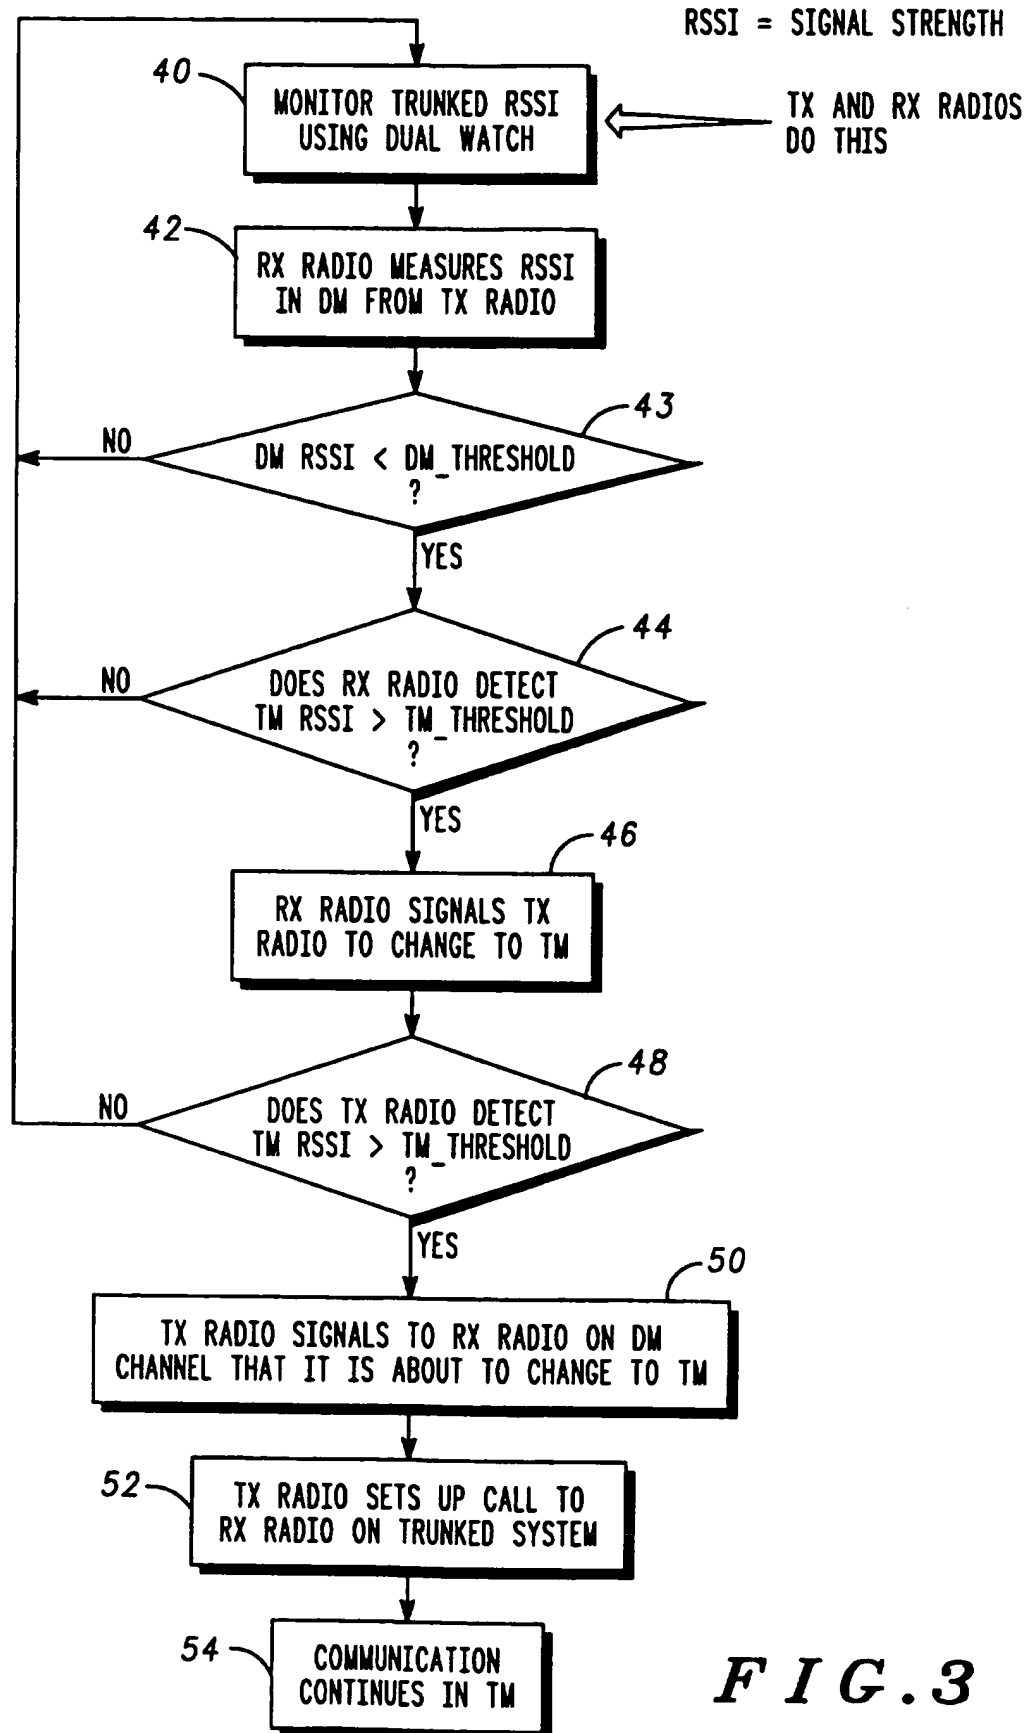 RSSI = SIGNAL STRENGTH
40
MONITOR TRUNKED RSSI
USING DUAL WATCH
TX AND RX RADIOS
DO THIS
42
RX RADIO MEASURES RSSI
IN DM FROM TX RADIO
43
NO
DM RSSI < DM_THRESHOLD
?
YES
44
NO
DOES RX RADIO DETECT
TM RSSI > TM_THRESHOLD
?
YES
46
RX RADIO SIGNALS TX
RADIO TO CHANGE TO TM
48
NO
DOES TX RADIO DETECT
TM RSSI > TM_THRESHOLD
?
YES
50
TX RADIO SIGNALS TO RX RADIO ON DM
CHANNEL THAT IT IS ABOUT TO CHANGE TO TM
52
TX RADIO SETS UP CALL TO
RX RADIO ON TRUNKED SYSTEM
54
COMMUNICATION
CONTINUES IN TM
FIG.3